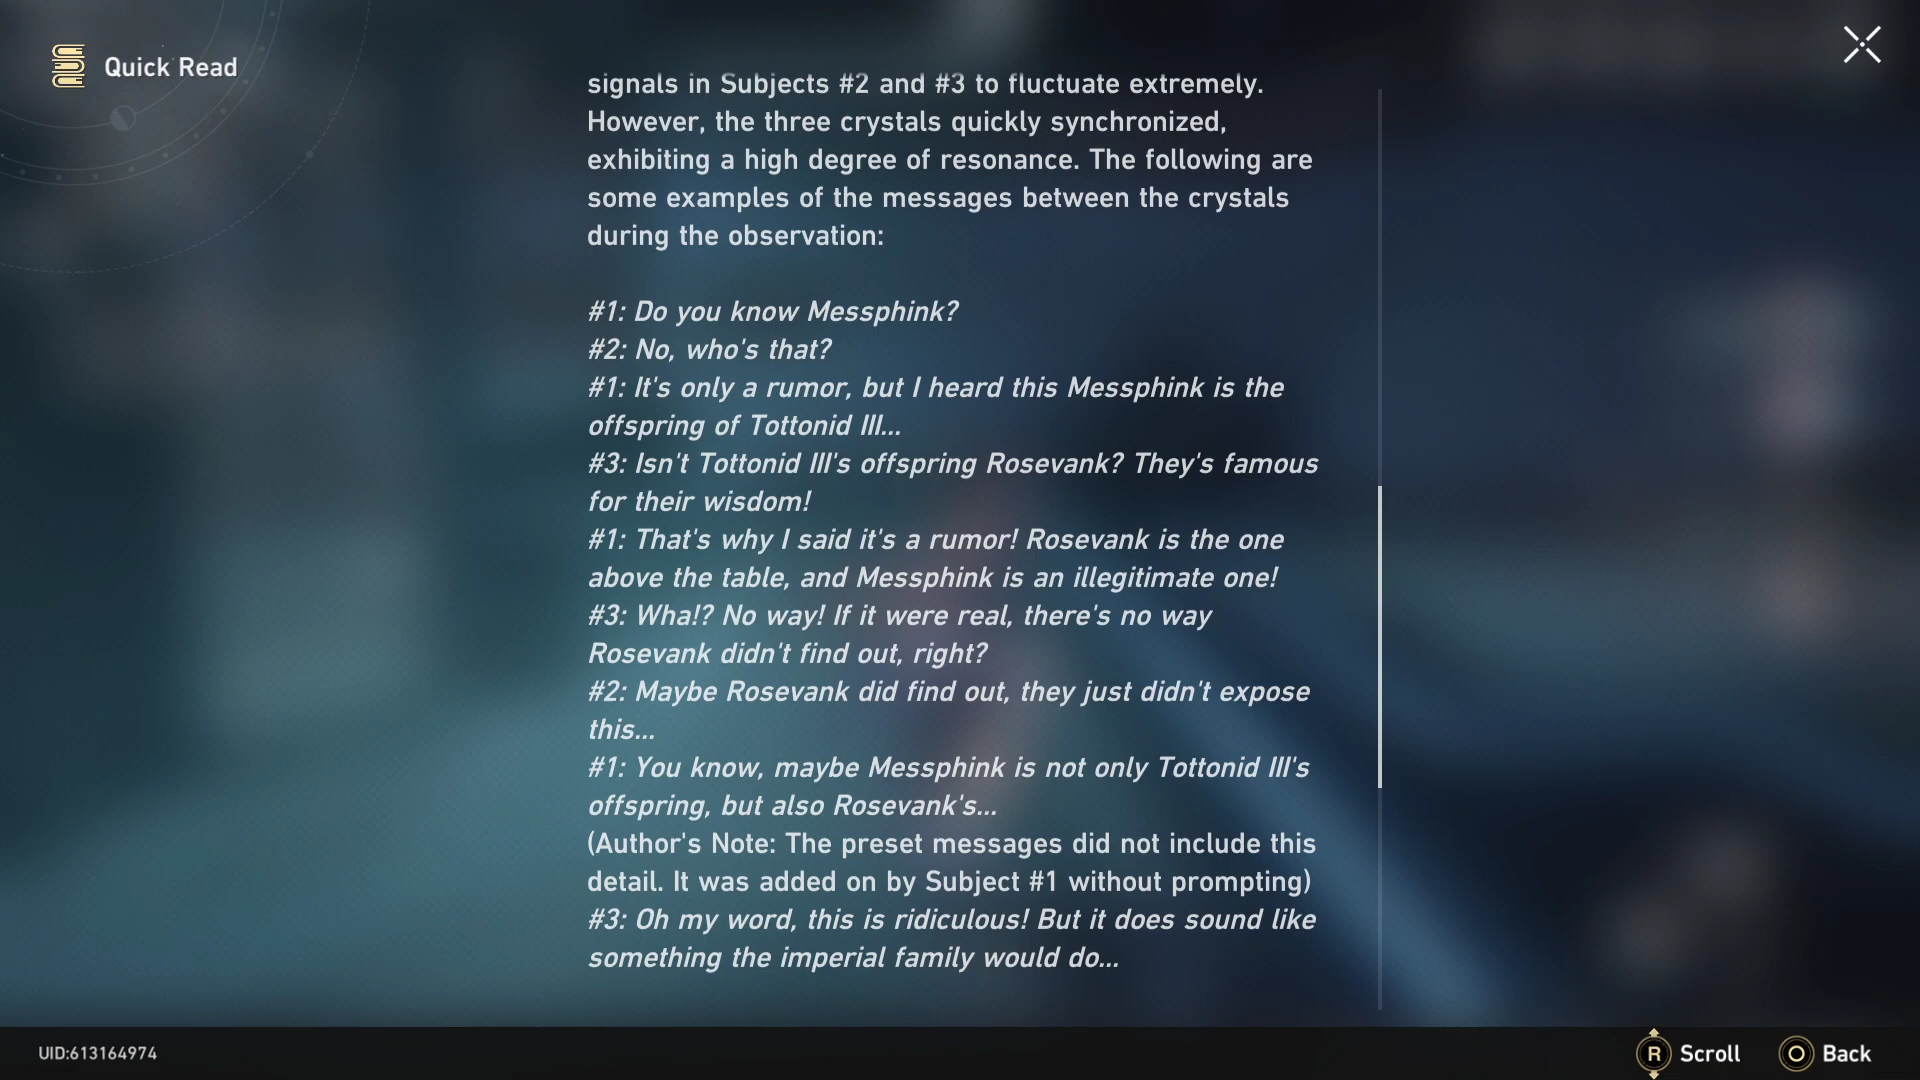 Quick Read
signals in Subjects #2 and #3 to fluctuate extremely.
However, the three crystals quickly synchronized,
exhibiting a high degree of resonance. The following are
some examples of the messages between the crystals
during the observation:
#1: Do you know Messphink?
#2: No, who's that?
#1: It's only a rumor, but I heard this Messphink is the
offspring of Tottonid III...
#3: Isn't Tottonid III's offspring Rosevank? They's famous
for their wisdom!
#1: That's why I said it's a rumor! Rosevank is the one
above the table, and Messphink is an illegitimate one!
#3: Wha!? No way! If it were real, there's no way
Rosevank didn't find out, right?
#2: Maybe Rosevank did find out, they just didn't expose
this...
#1: You know, maybe Messphink is not only Tottonid III's
offspring, but also Rosevank's...
(Author's Note: The preset messages did not include this
detail. It was added on by Subject #1 without prompting)
#3: Oh my word, this is ridiculous! But it does sound like
something the imperial family would do...
UID:613164974
R Scroll
Back